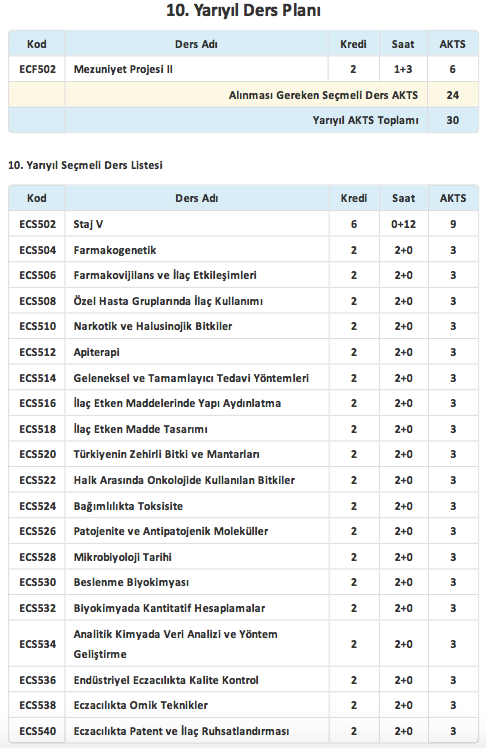 10. Yarıyıl Ders Planı
Kod Ders Adı Kredi Saat AKTS
ECF502 Mezuniyet Projesi II 2 1+3 6
Alınması Gereken Seçmeli Ders AKTS 24
Yarıyıl AKTS Toplamı 30
10. Yarıyıl Seçmeli Ders Listesi
Kod Ders Adı Kredi Saat AKTS
ECS502 Staj V 6 0+12 9
ECS504 Farmakogenetik 2 2+0 3
ECS506 Farmakovijilans ve İlaç Etkileşimleri 2 2+0 3
ECS508 Özel Hasta Gruplarında İlaç Kullanımı 2 2+0 3
ECS510 Narkotik ve Halusinojik Bitkiler 2 2+0 3
ECS512 Apiterapi 2 2+0 3
ECS514 Geleneksel ve Tamamlayıcı Tedavi Yöntemleri 2 2+0 3
ECS516 İlaç Etken Maddelerinde Yapı Aydınlatma 2 2+0 3
ECS518 İlaç Etken Madde Tasarımı 2 2+0 3
ECS520 Türkiyenin Zehirli Bitki ve Mantarları 2 2+0 3
ECS522 Halk Arasında Onkolojide Kullanılan Bitkiler 2 2+0 3
ECS524 Bağımlılıkta Toksisite 2 2+0 3
ECS526 Patojenite ve Antipatojenik Moleküller 2 2+0 3
ECS528 Mikrobiyoloji Tarihi 2 2+0 3
ECS530 Beslenme Biyokimyası 2 2+0 3
ECS532 Biyokimyada Kantitatif Hesaplamalar 2 2+0 3
ECS534 Analitik Kimyada Veri Analizi ve Yöntem
Geliştirme 2 2+0 3
ECS536 Endüstriyel Eczacılıkta Kalite Kontrol 2 2+0 3
ECS538 Eczacılıkta Omik Teknikler 2 2+0 3
ECS540 Eczacılıkta Patent ve İlaç Ruhsatlandırması 2 2+0 3